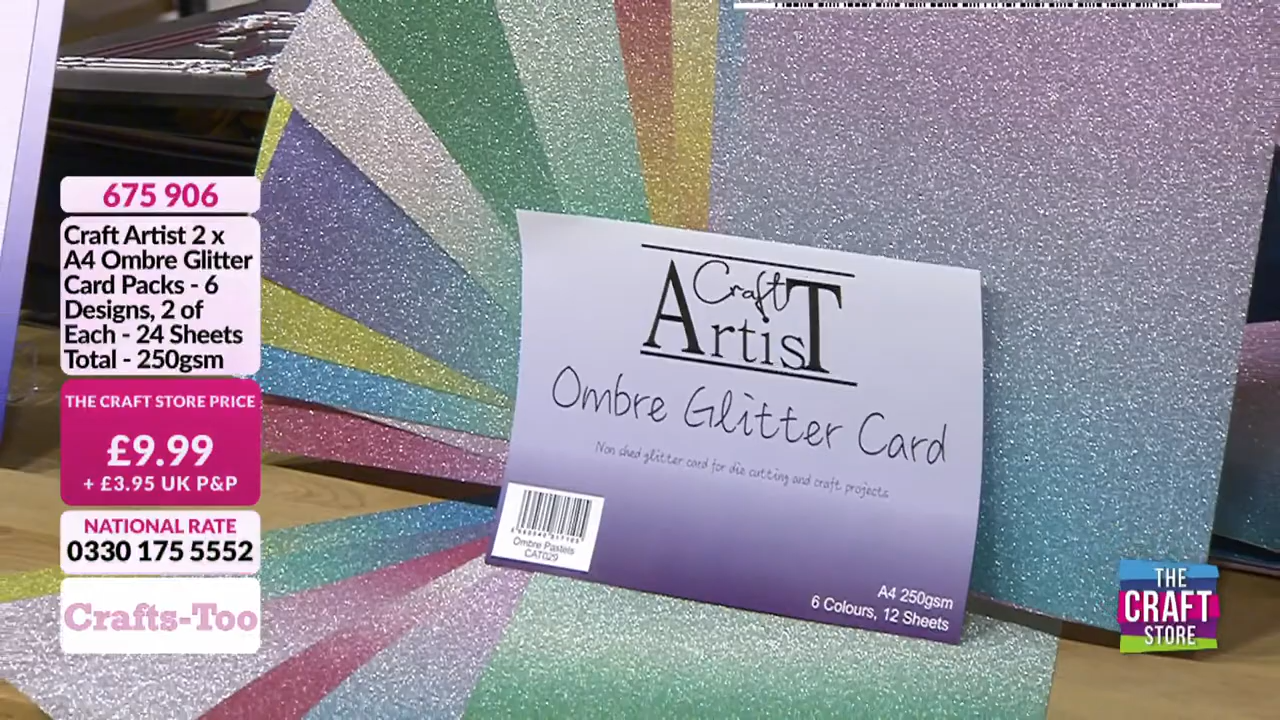 675 906
Craft Artist 2 x
A4 Ombre Glitter
Card Packs - 6
Designs, 2 of
Each - 24 Sheets
Total - 250gsm
THE CRAFT STORE PRICE
£9.99
+ £3.95 UK P&P
NATIONAL RATE
0330 175 5552
Crafts-Too
Craft
ArtisT
Ombre Glitter Card
Non shed glitter card for die cutting and craft projects
Ombre Pastels
CAT029
A4 250gsm
6 Colours, 12 Sheets
THE
CRAFT
STORE